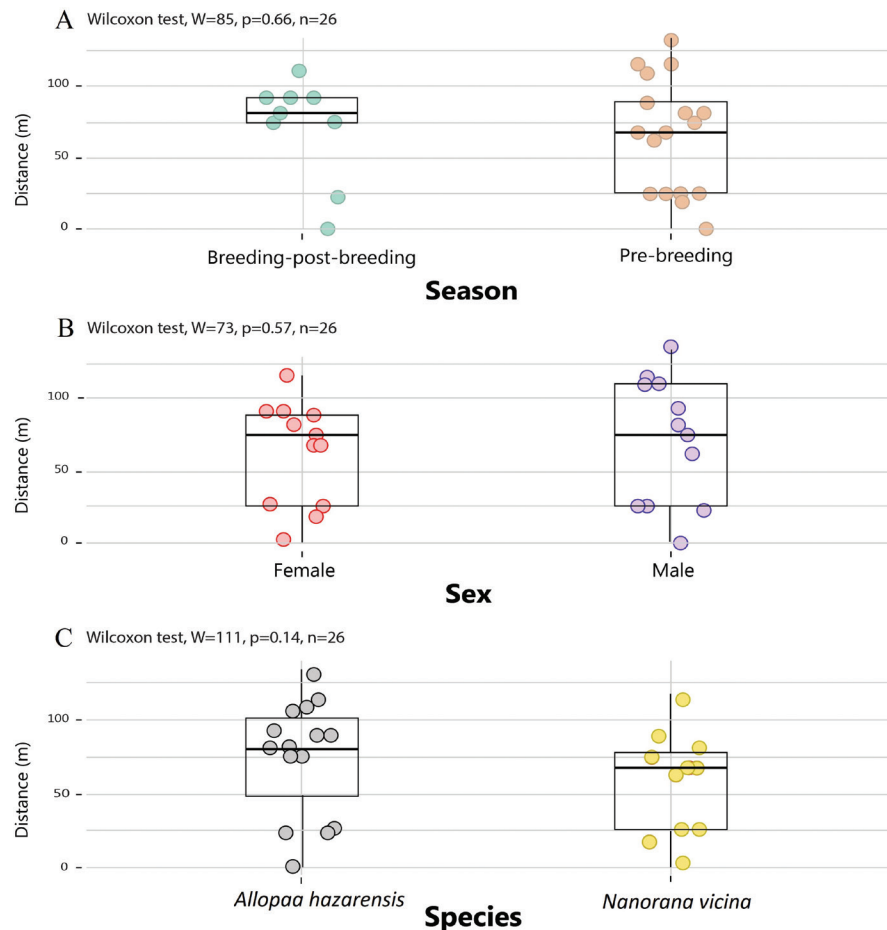 A Wilcoxon test, W=85, p=0.66, n=26
100
50
0
Distance (m)
Breeding-post-breeding Pre-breeding
Season
B Wilcoxon test, W=73, p=0.57, n=26
100
50
0
Distance (m)
Female Male
Sex
C Wilcoxon test, W=111, p=0.14, n=26
100
50
0
Distance (m)
Allopaa hazarensis Nanorana vicina
Species